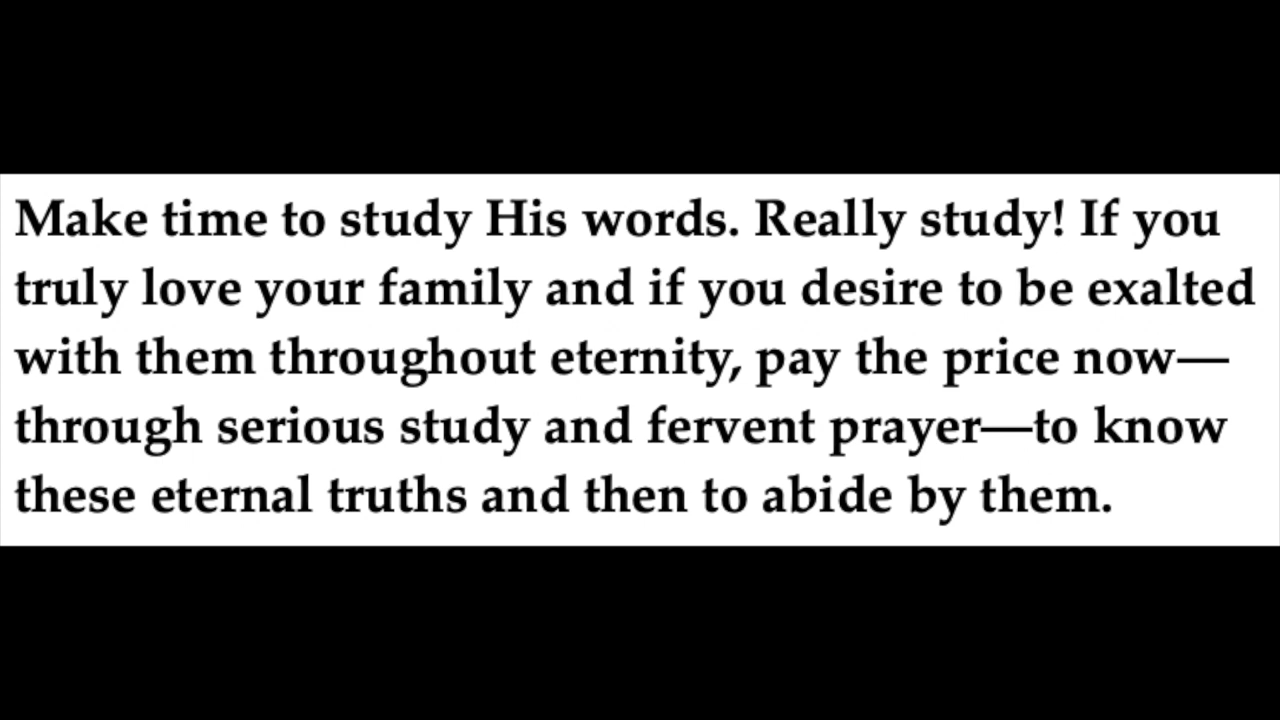 Make time to study His words. Really study! If you
truly love your family and if you desire to be exalted
with them throughout eternity, pay the price now—
through serious study and fervent prayer—to know
these eternal truths and then to abide by them.